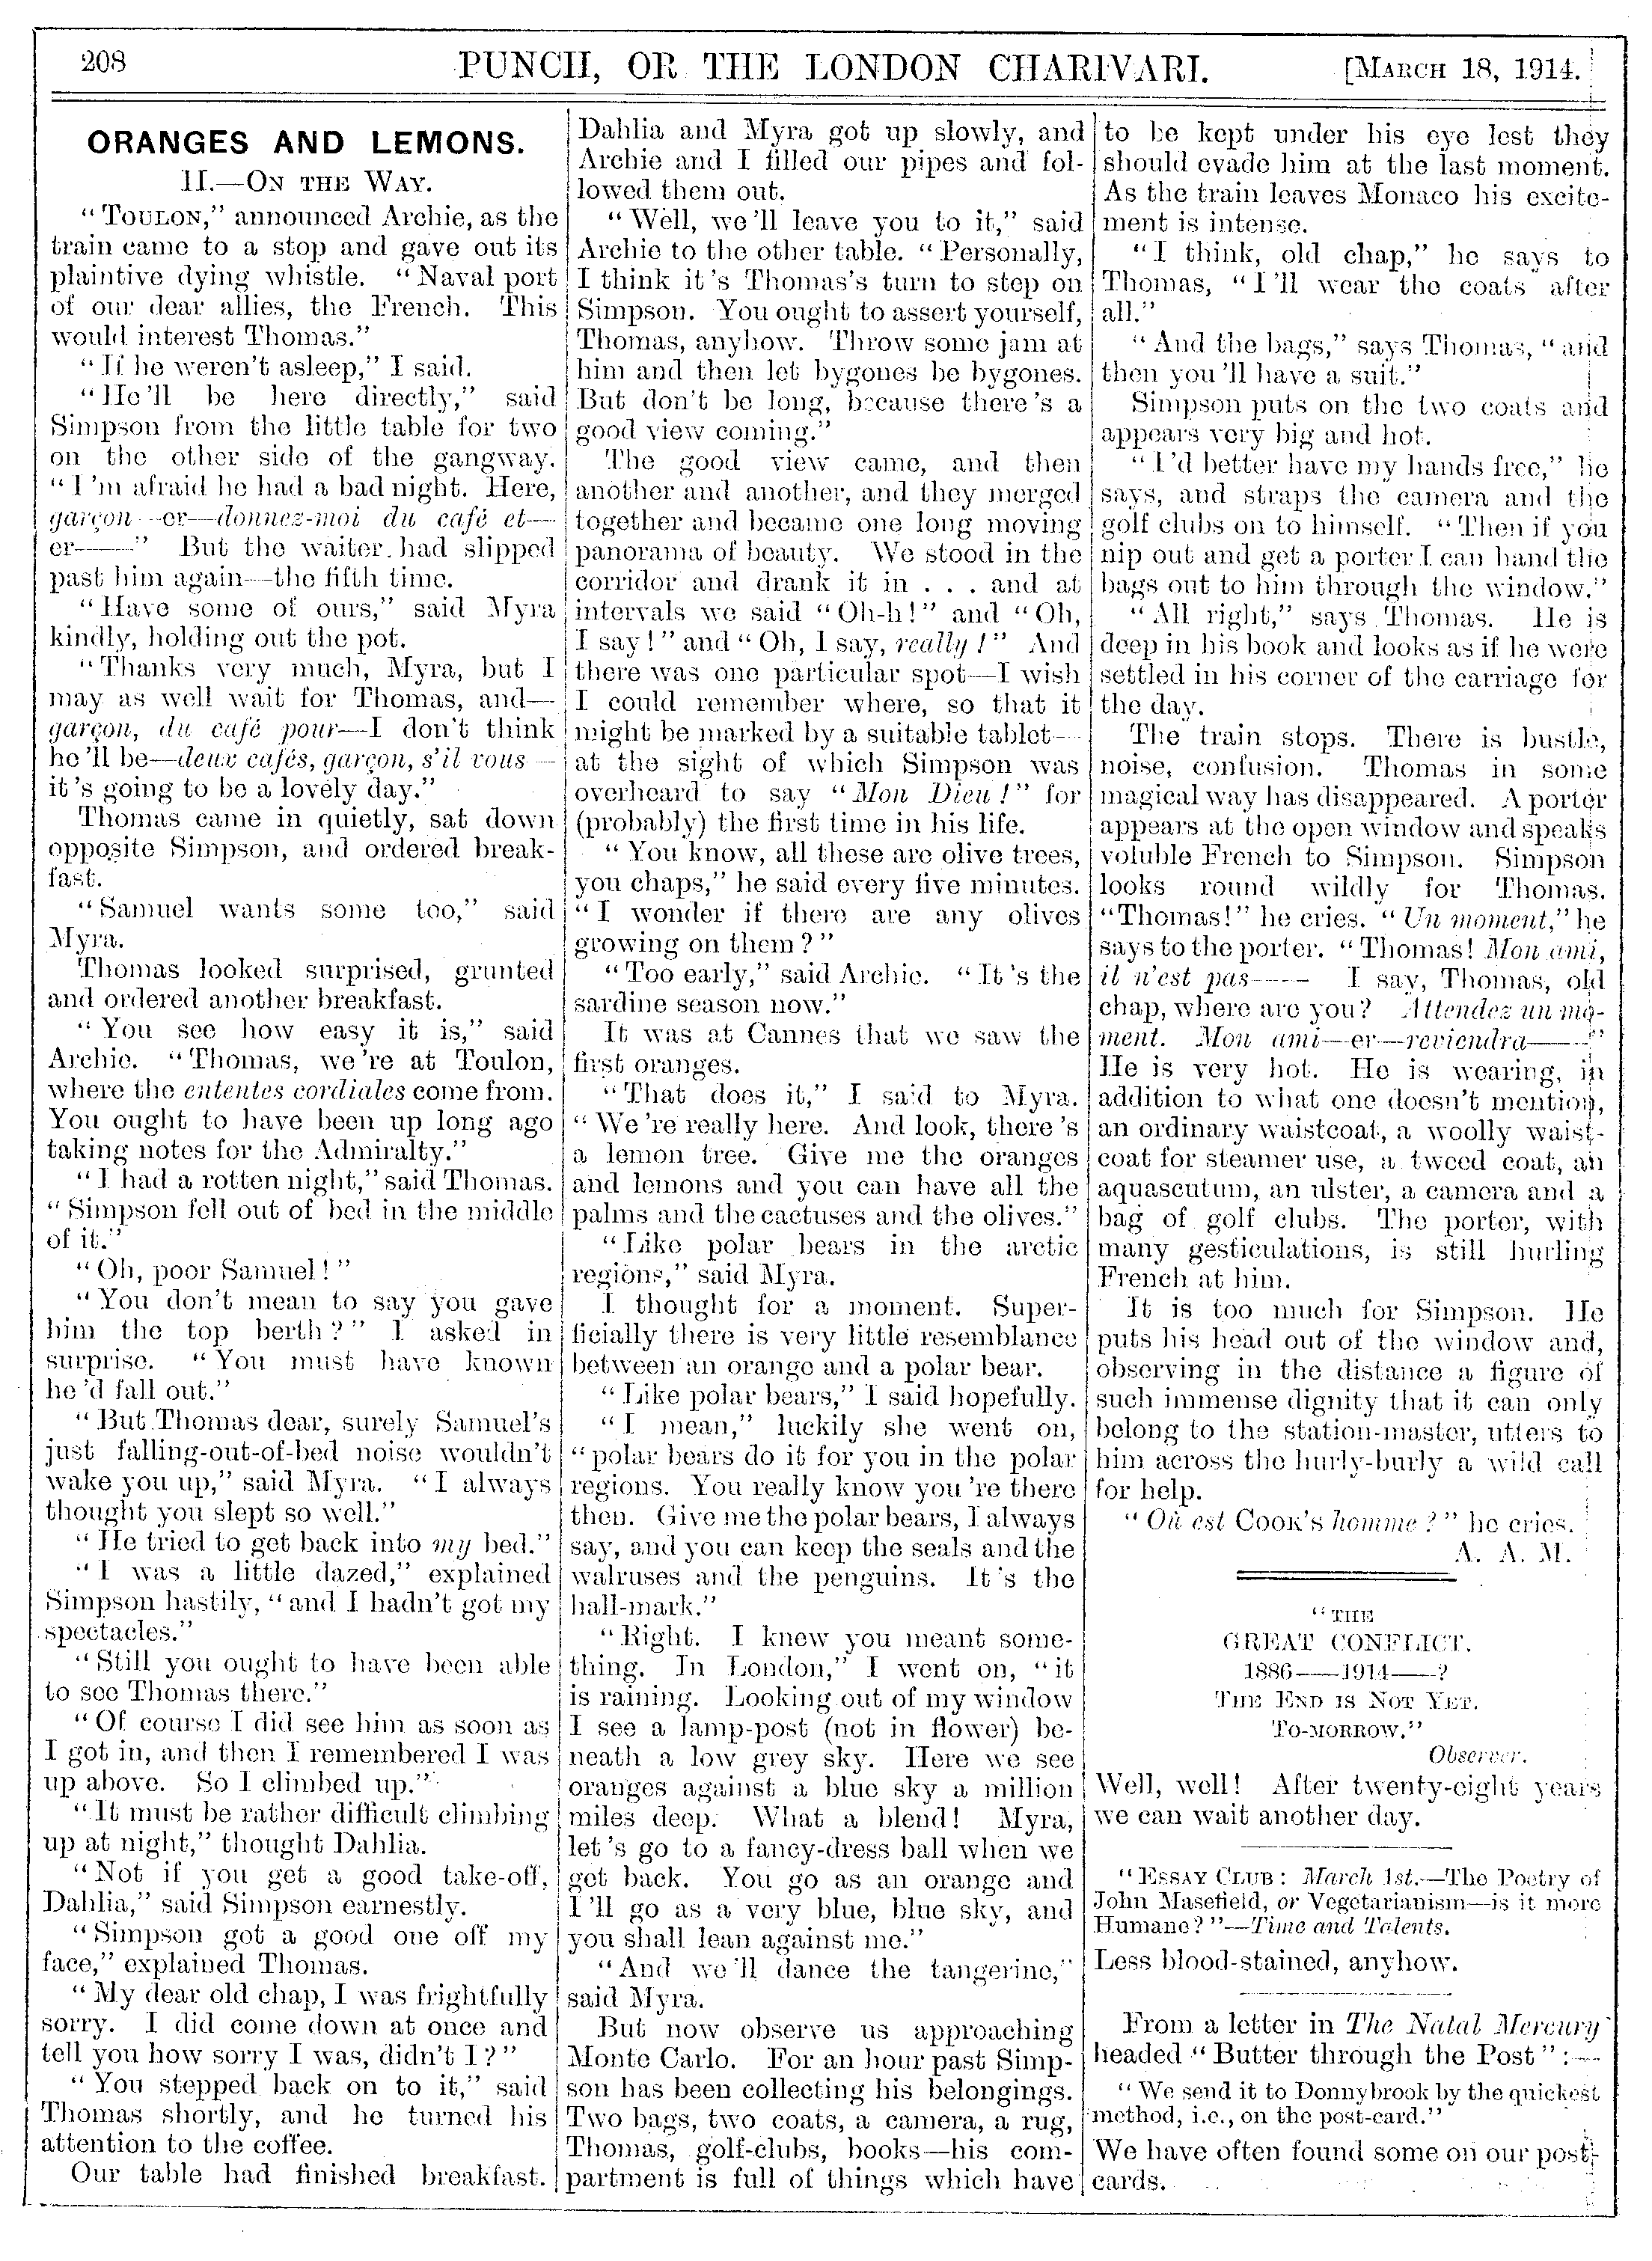 208
PUNCH, OR THE LONDON CHARIVARI.
[MARCH 18, 1914.
ORANGES AND LEMONS.
II.—ON THE WAY.
"TOULON," announced Archie, as the
train came to a stop and gave out its
plaintive dying whistle. "Naval port
of our dear allies, the French. This
would interest Thomas."
"If he weren't asleep," I said.
"He'll be here directly," said
Simpson from the little table for two
on the other side of the gangway.
"I'm afraid he had a bad night. Here,
garçon—er—donnez-moi du café et—
er——" But the waiter had slipped
past him again—the fifth time.
"Have some of ours," said Myra
kindly, holding out the pot.
"Thanks very much, Myra, but I
may as well wait for Thomas, and—
garçon, du café pour—I don't think
he'll be—deux cafés, garçon, s'il vous—
it's going to be a lovely day."
Thomas came in quietly, sat down
opposite Simpson, and ordered break-
fast.
"Samuel wants some too," said
Myra.
Thomas looked surprised, grunted
and ordered another breakfast.
"You see how easy it is," said
Archie. "Thomas, we're at Toulon,
where the ententes cordiales come from.
You ought to have been up long ago
taking notes for the Admiralty."
"I had a rotten night," said Thomas.
"Simpson fell out of bed in the middle
of it."
"Oh, poor Samuel!"
"You don't mean to say you gave
him the top berth?" I asked in
surprise. "You must have known
he'd fall out."
"But Thomas dear, surely Samuel's
just falling-out-of-bed noise wouldn't
wake you up," said Myra. "I always
thought you slept so well."
"He tried to get back into my bed."
"I was a little dazed," explained
Simpson hastily, "and I hadn't got my
spectacles."
"Still you ought to have been able
to see Thomas there."
"Of course I did see him as soon as
I got in, and then I remembered I was
up above. So I climbed up."
"It must be rather difficult climbing
up at night," thought Dahlia.
"Not if you get a good take-off,
Dahlia," said Simpson earnestly.
"Simpson got a good one off my
face," explained Thomas.
"My dear old chap, I was frightfully
sorry. I did come down at once and
tell you how sorry I was, didn't I?"
"You stepped back on to it," said
Thomas shortly, and he turned his
attention to the coffee.
Our table had finished breakfast.
Dahlia and Myra got up slowly, and
Archie and I filled our pipes and fol-
lowed them out.
"Well, we'll leave you to it," said
Archie to the other table. "Personally,
I think it's Thomas's turn to step on
Simpson. You ought to assert yourself,
Thomas, anyhow. Throw some jam at
him and then let bygones be bygones.
But don't be long, because there's a
good view coming."
The good view came, and then
another and another, and they merged
together and became one long moving
panorama of beauty. We stood in the
corridor and drank it in . . . and at
intervals we said "Oh-h!" and "Oh,
I say!" and "Oh, I say, really!" And
there was one particular spot—I wish
I could remember where, so that it
might be marked by a suitable tablet—
at the sight of which Simpson was
overheard to say "Mon Dieu!" for
(probably) the first time in his life.
"You know, all these are olive trees,
you chaps," he said every five minutes.
"I wonder if there are any olives
growing on them?"
"Too early," said Archie. "It's the
sardine season now."
It was at Cannes that we saw the
first oranges.
"That does it," I said to Myra.
"We're really here. And look, there's
a lemon tree. Give me the oranges
and lemons and you can have all the
palms and the cactuses and the olives."
"Like polar bears in the arctic
regions," said Myra.
I thought for a moment. Super-
ficially there is very little resemblance
between an orange and a polar bear.
"Like polar bears," I said hopefully.
"I mean," luckily she went on,
"polar bears do it for you in the polar
regions. You really know you're there
then. Give me the polar bears, I always
say, and you can keep the seals and the
walruses and the penguins. It's the
hall-mark."
"Right. I knew you meant some-
thing. In London," I went on, "it
is raining. Looking out of my window
I see a lamp-post (not in flower) be-
neath a low grey sky. Here we see
oranges against a blue sky a million
miles deep. What a blend! Myra,
let's go to a fancy-dress ball when we
get back. You go as an orange and
I'll go as a very blue, blue sky, and
you shall lean against me."
"And we'll dance the tangerine,"
said Myra.
But now observe us approaching
Monte Carlo. For an hour past Simp-
son has been collecting his belongings.
Two bags, two coats, a camera, a rug,
Thomas, golf-clubs, books—his com-
partment is full of things which have
to be kept under his eye lest they
should evade him at the last moment.
As the train leaves Monaco his excite-
ment is intense.
"I think, old chap," he says to
Thomas, "I'll wear the coats after
all."
"And the bags," says Thomas, "and
then you'll have a suit."
Simpson puts on the two coats and
appears very big and hot.
"I'd better have my hands free," he
says, and straps the camera and the
golf clubs on to himself. "Then if you
nip out and get a porter I can hand the
bags out to him through the window."
"All right," says Thomas. He is
deep in his book and looks as if he were
settled in his corner of the carriage for
the day.
The train stops. There is bustle,
noise, confusion. Thomas in some
magical way has disappeared. A porter
appears at the open window and speaks
voluble French to Simpson. Simpson
looks round wildly for Thomas.
"Thomas!" he cries. "Un moment," he
says to the porter. "Thomas! Mon ami,
il n'est pas—— I say, Thomas, old
chap, where are you? Attendez un mo-
ment. Mon ami—er—reviendra——"
He is very hot. He is wearing, in
addition to what one doesn't mention,
an ordinary waistcoat, a woolly waist-
coat for steamer use, a tweed coat, an
aquascutum, an ulster, a camera and a
bag of golf clubs. The porter, with
many gesticulations, is still hurling
French at him.
It is too much for Simpson. He
puts his head out of the window and,
observing in the distance a figure of
such immense dignity that it can only
belong to the station-master, utters to
him across the hurly-burly a wild call
for help.
"Où est COOK'S homme?" he cries.
A. A. M.
"THE
GREAT CONFLICT.
1886——1914——?
THE END IS NOT YET.
TO-MORROW."
Observer.
Well, well! After twenty-eight years
we can wait another day.
"ESSAY CLUB: March 1st.—The Poetry of
John Masefield, or Vegetarianism—is it more
Humane?"—Time and Talents.
Less blood-stained, anyhow.
From a letter in The Natal Mercury
headed "Butter through the Post":—
"We send it to Donnybrook by the quickest
method, i.e., on the post-card."
We have often found some on our post-
cards.